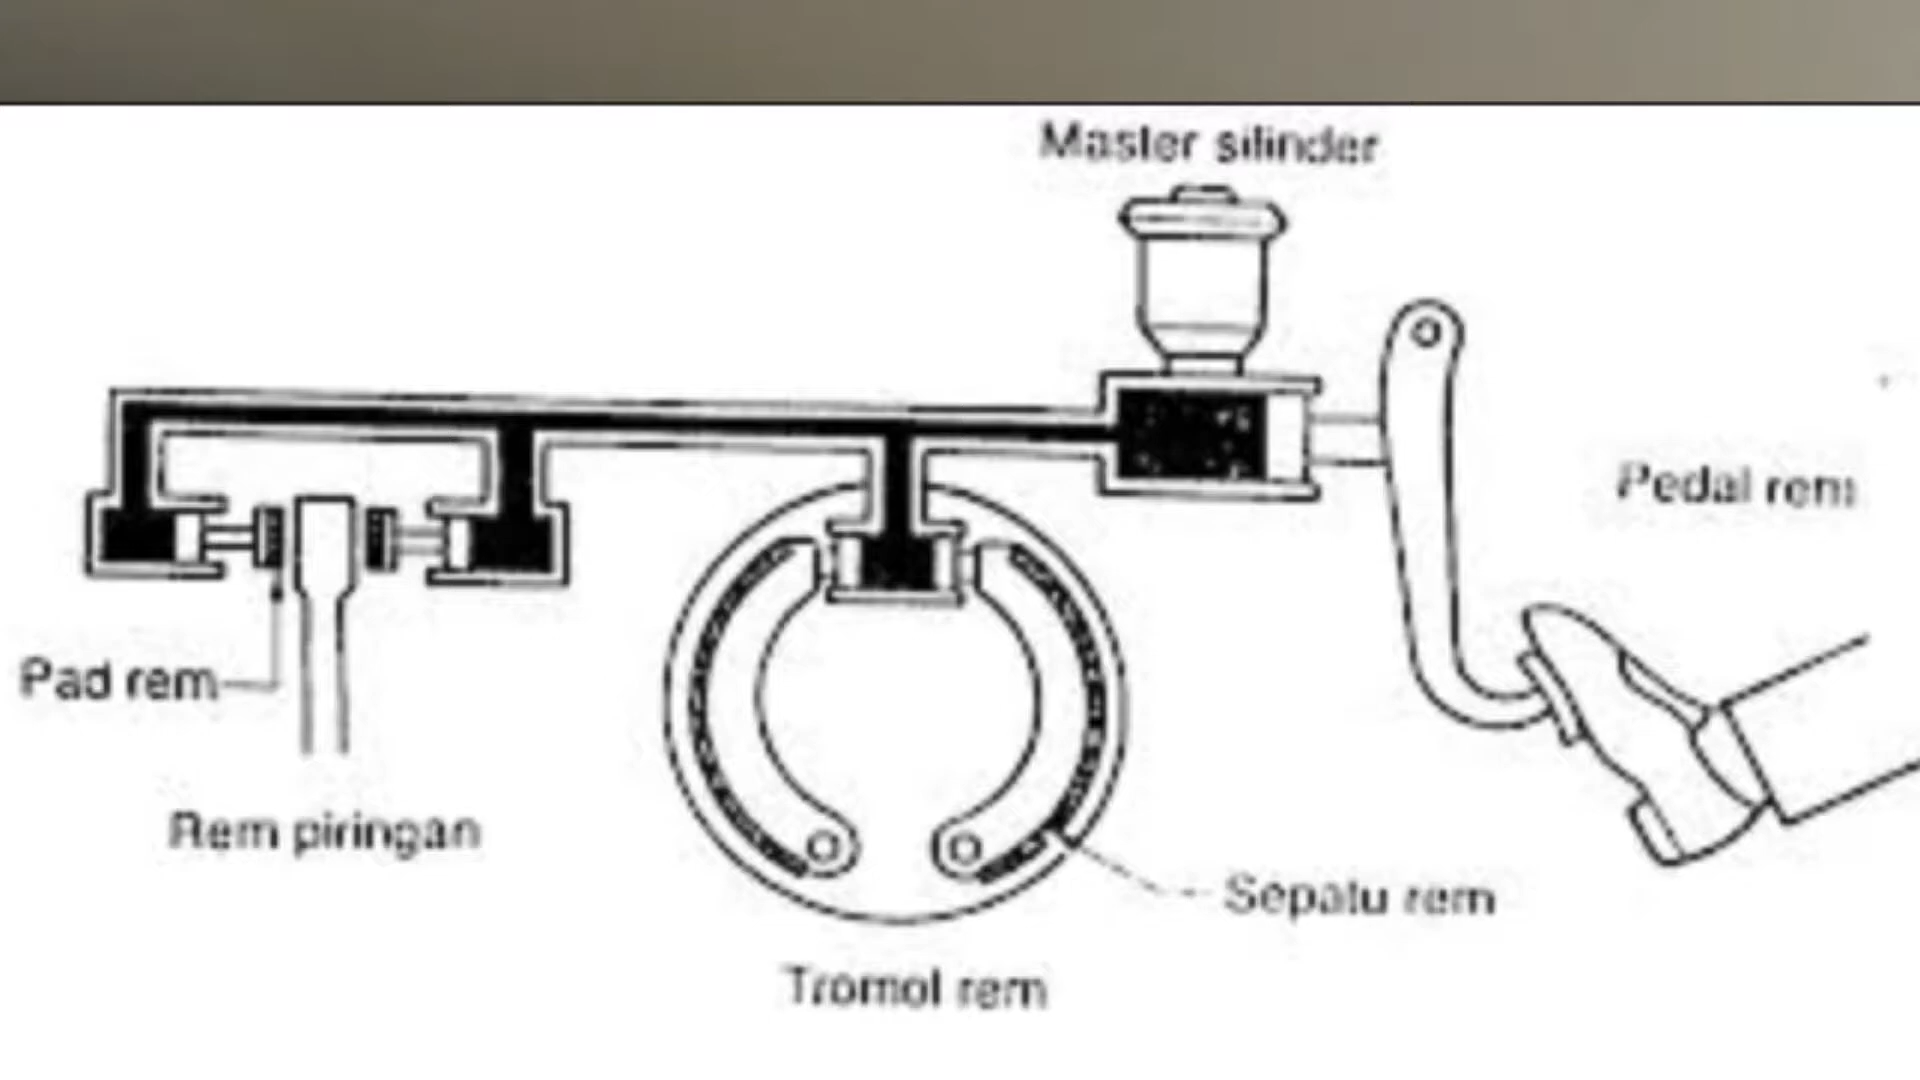 Master silinder
Pedal rem
Pad rem
Rem piringan
Sepatu rem
Tromol rem